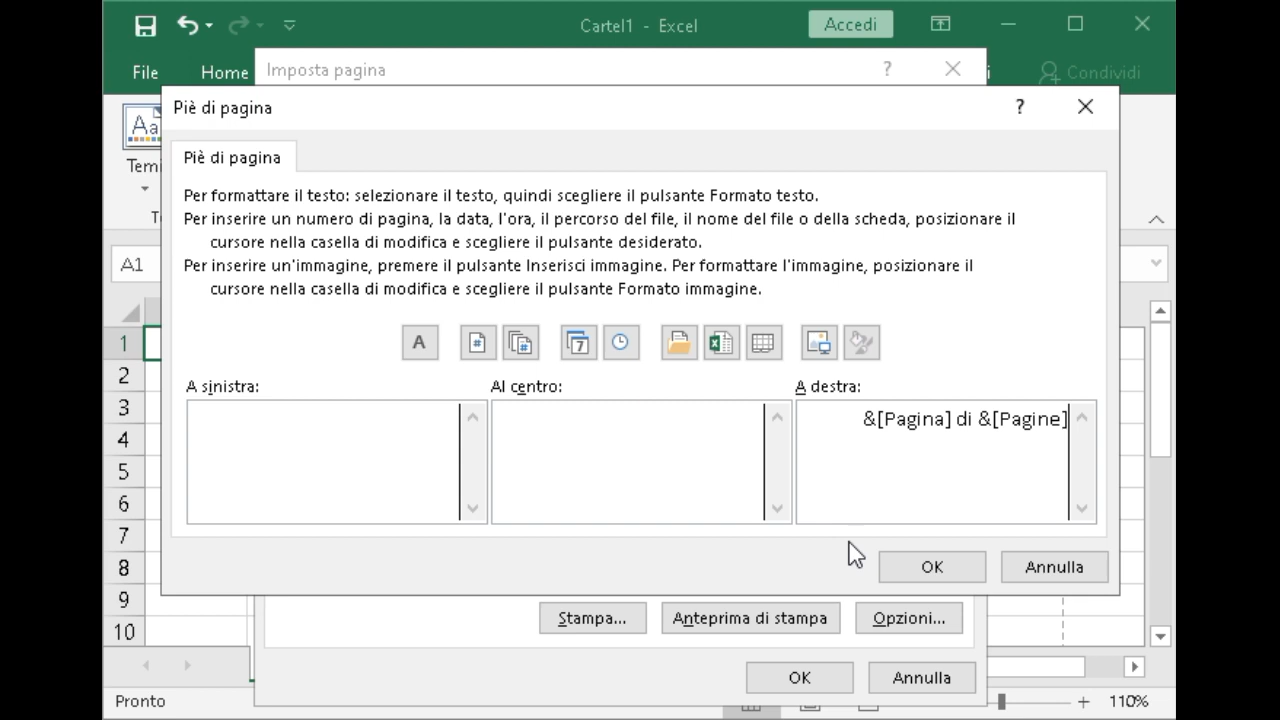 Cartel1 - Excel
Accedi
File
Home
Imposta pagina
?
i
Condividi
Piè di pagina
?
Aa
Temi
Piè di pagina
Per formattare il testo: selezionare il testo, quindi scegliere il pulsante Formato testo.
Per inserire un numero di pagina, la data, l'ora, il percorso del file, il nome del file o della scheda, posizionare il
cursore nella casella di modifica e scegliere il pulsante desiderato.
Per inserire un'immagine, premere il pulsante Inserisci immagine. Per formattare l'immagine, posizionare il
cursore nella casella di modifica e scegliere il pulsante Formato immagine.
A1
A
#
#
7
A sinistra:
Al centro:
A destra:
&[Pagina] di &[Pagine]
1
2
3
4
5
6
7
8
9
10
OK
Annulla
Stampa...
Anteprima di stampa
Opzioni...
OK
Annulla
Pronto
110%